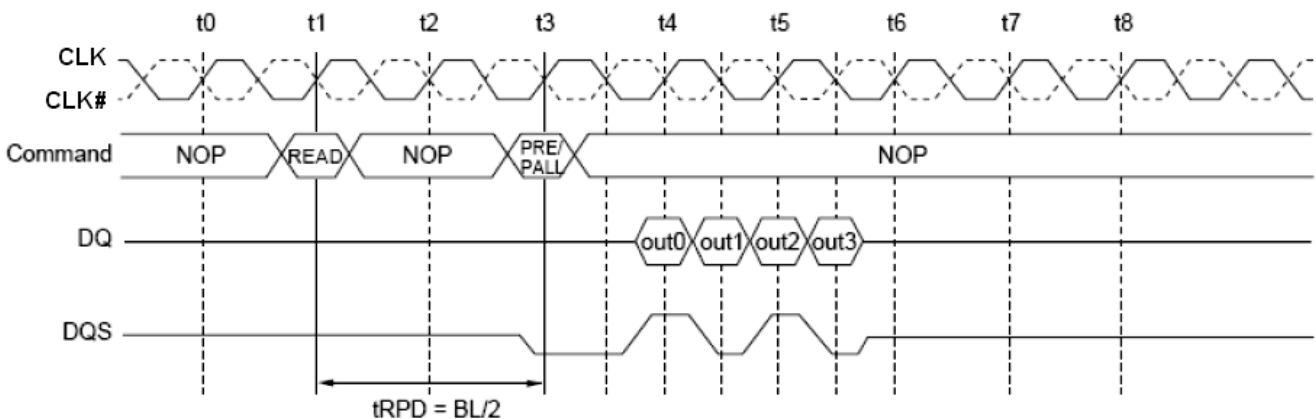 t0 t1 t2 t3 t4 t5 t6 t7 t8
CLK
CLK#
Command NOP READ NOP PRE/ PALL NOP
DQ out0 out1 out2 out3
DQS
tRPD = BL/2